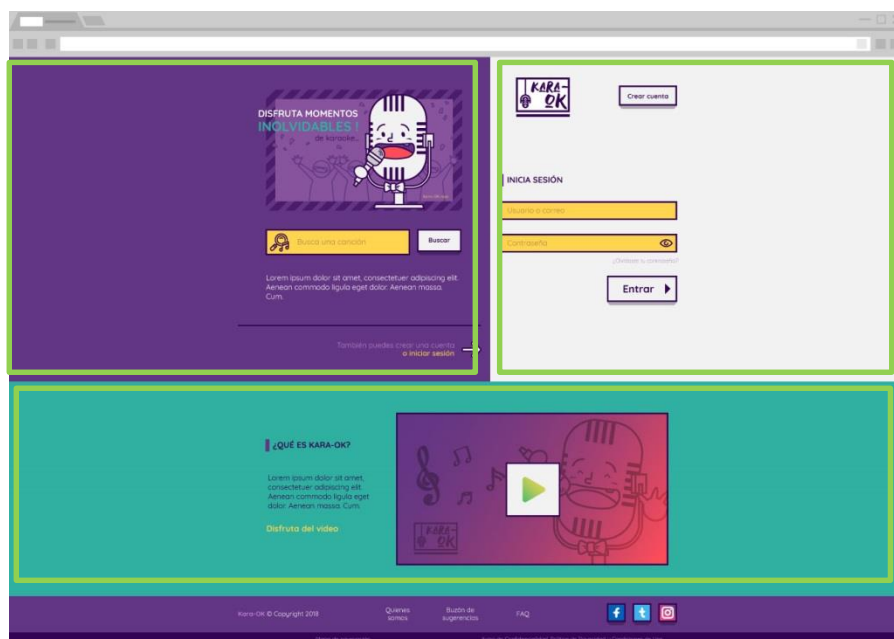 DISFRUTA MOMENTOS
INOLVIDABLES !
de karaoke...
Busca una canción
Buscar
Lorem ipsum dolor sit amet, consectetuer adipiscing elit.
Aenean commodo ligula eget dolor. Aenean massa.
Cum.
También puedes crear una cuenta
o iniciar sesión
KARA-
OK
Crear cuenta
INICIA SESIÓN
Usuario o correo
Contraseña
¿Olvidaste tu contraseña?
Entrar
¿QUÉ ES KARA-OK?
Lorem ipsum dolor sit amet,
consectetuer adipiscing elit.
Aenean commodo ligula eget
dolor. Aenean massa. Cum.
Disfruta del video
KARA-
OK
Kara-OK © Copyright 2018
Quienes
somos
Buzón de
sugerencias
FAQ